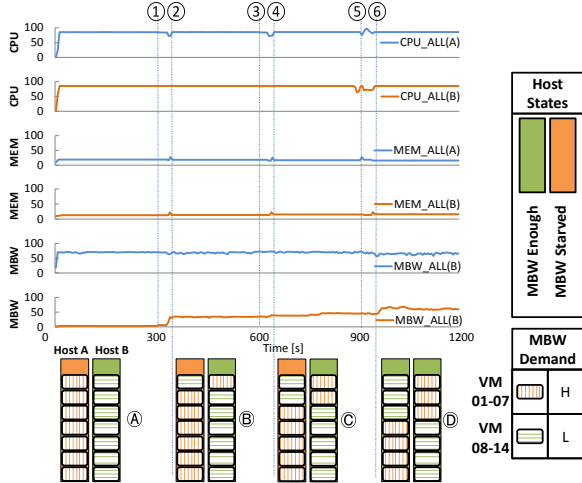 ① ② ③ ④ ⑤ ⑥
CPU
100
50
0
CPU_ALL(A)
CPU
100
50
0
CPU_ALL(B)
MEM
100
50
0
MEM_ALL(A)
MEM
100
50
0
MEM_ALL(B)
MBW
100
50
0
MBW_ALL(B)
MBW
100
50
0
MBW_ALL(B)
0 300 600 900 1200
Time [s]
Host A Host B
Ⓐ Ⓑ Ⓒ Ⓓ
Host
States
MBW Enough
MBW Starved
MBW
Demand
VM
01-07
H
VM
08-14
L